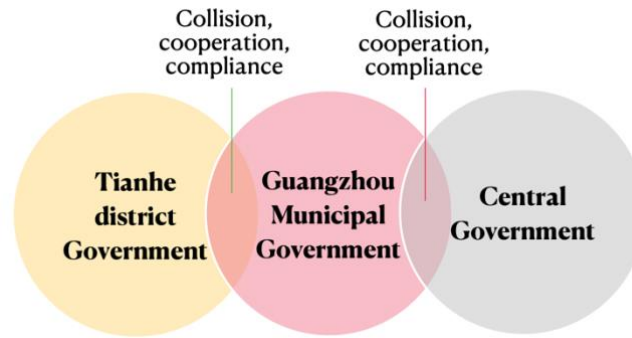 Collision,
cooperation,
compliance
Collision,
cooperation,
compliance
Tianhe
district
Government
Guangzhou
Municipal
Government
Central
Government